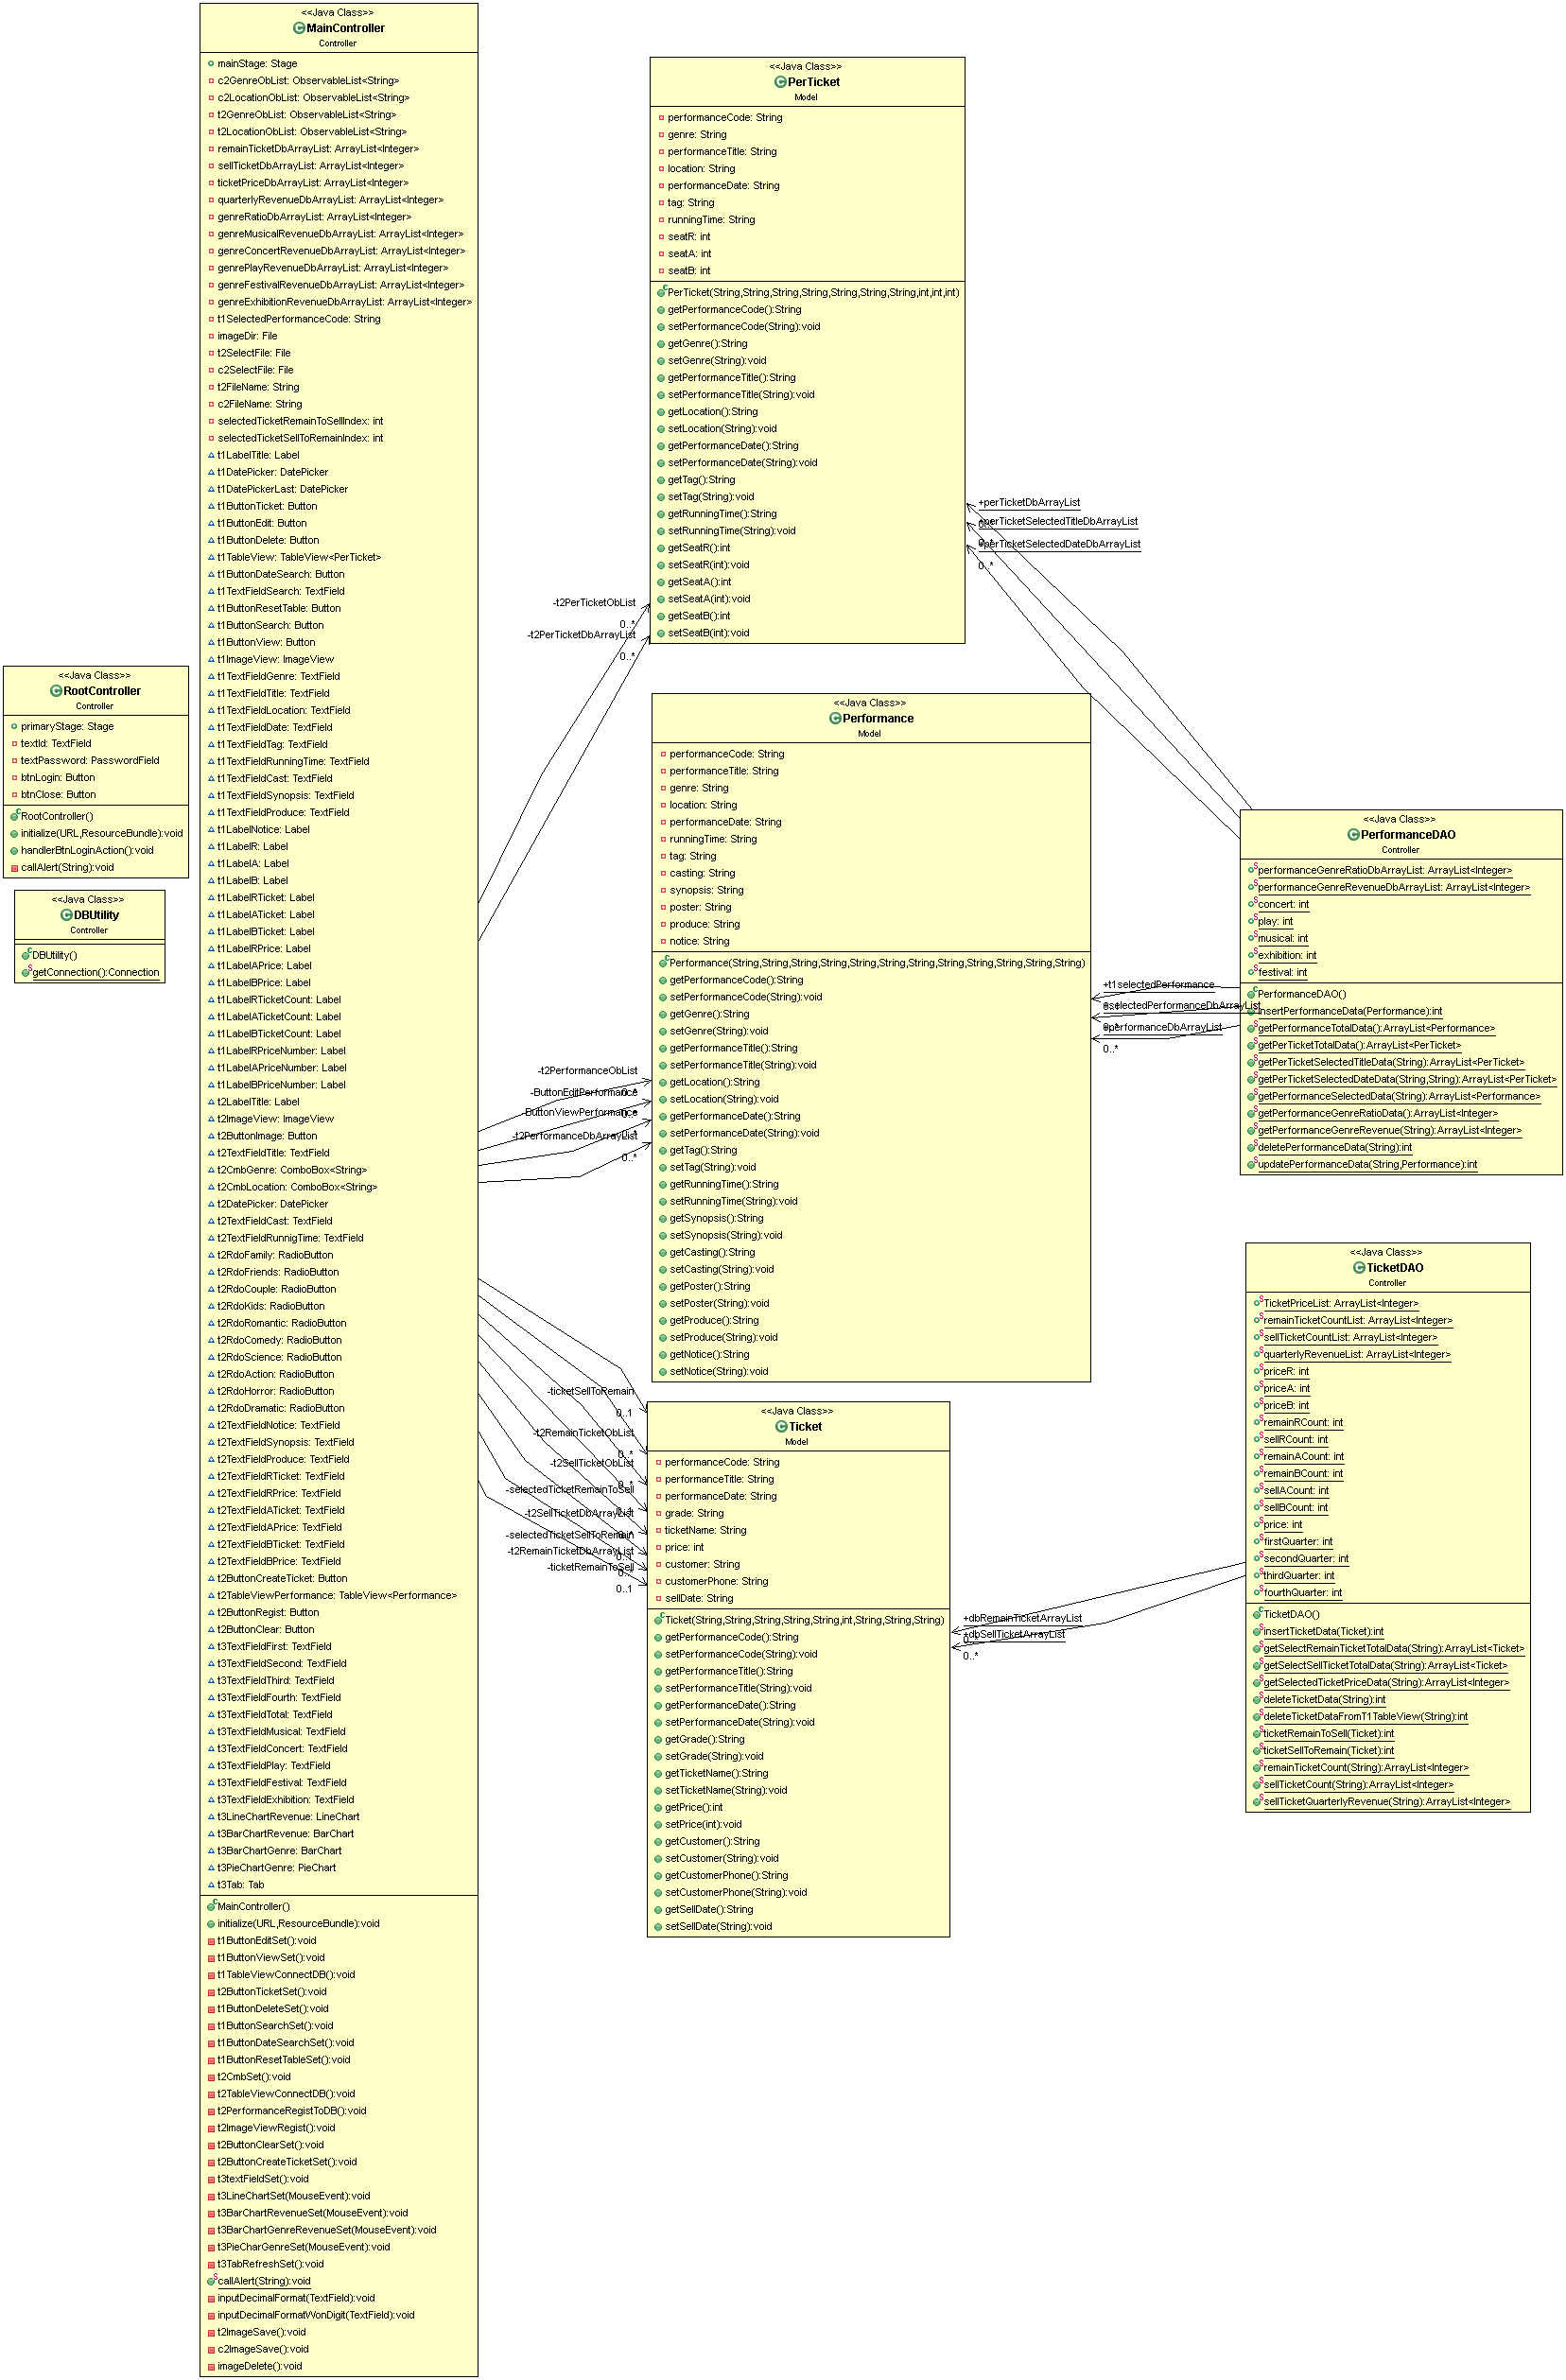 <<Java Class>>
MainController
Controller
mainStage: Stage
c2GenreObList: ObservableList<String>
c2LocationObList: ObservableList<String>
t2GenreObList: ObservableList<String>
t2LocationObList: ObservableList<String>
remainTicketDbArrayList: ArrayList<Integer>
sellTicketDbArrayList: ArrayList<Integer>
ticketPriceDbArrayList: ArrayList<Integer>
quarterlyRevenueDbArrayList: ArrayList<Integer>
genreRatioDbArrayList: ArrayList<Integer>
genreMusicalRevenueDbArrayList: ArrayList<Integer>
genreConcertRevenueDbArrayList: ArrayList<Integer>
genrePlayRevenueDbArrayList: ArrayList<Integer>
genreFestivalRevenueDbArrayList: ArrayList<Integer>
genreExhibitionRevenueDbArrayList: ArrayList<Integer>
t1SelectedPerformanceCode: String
imageDir: File
t2SelectFile: File
c2SelectFile: File
t2FileName: String
c2FileName: String
selectedTicketRemainToSellIndex: int
selectedTicketSellToRemainIndex: int
t1LabelTitle: Label
t1DatePicker: DatePicker
t1DatePickerLast: DatePicker
t1ButtonTicket: Button
t1ButtonEdit: Button
t1ButtonDelete: Button
t1TableView: TableView<PerTicket>
t1ButtonDateSearch: Button
t1TextFieldSearch: TextField
t1ButtonResetTable: Button
t1ButtonSearch: Button
t1ButtonView: Button
t1ImageView: ImageView
t1TextFieldGenre: TextField
t1TextFieldTitle: TextField
t1TextFieldLocation: TextField
t1TextFieldDate: TextField
t1TextFieldTag: TextField
t1TextFieldRunningTime: TextField
t1TextFieldCast: TextField
t1TextFieldSynopsis: TextField
t1TextFieldProduce: TextField
t1LabelNotice: Label
t1LabelR: Label
t1LabelA: Label
t1LabelB: Label
t1LabelRTicket: Label
t1LabelATicket: Label
t1LabelBTicket: Label
t1LabelRPrice: Label
t1LabelAPrice: Label
t1LabelBPrice: Label
t1LabelRTicketCount: Label
t1LabelATicketCount: Label
t1LabelBTicketCount: Label
t1LabelRPriceNumber: Label
t1LabelAPriceNumber: Label
t1LabelBPriceNumber: Label
t2LabelTitle: Label
t2ImageView: ImageView
t2ButtonImage: Button
t2TextFieldTitle: TextField
t2CmbGenre: ComboBox<String>
t2CmbLocation: ComboBox<String>
t2DatePicker: DatePicker
t2TextFieldCast: TextField
t2TextFieldRunnigTime: TextField
t2RdoFamily: RadioButton
t2RdoFriends: RadioButton
t2RdoCouple: RadioButton
t2RdoKids: RadioButton
t2RdoRomantic: RadioButton
t2RdoComedy: RadioButton
t2RdoScience: RadioButton
t2RdoAction: RadioButton
t2RdoHorror: RadioButton
t2RdoDramatic: RadioButton
t2TextFieldNotice: TextField
t2TextFieldSynopsis: TextField
t2TextFieldProduce: TextField
t2TextFieldRTicket: TextField
t2TextFieldRPrice: TextField
t2TextFieldATicket: TextField
t2TextFieldAPrice: TextField
t2TextFieldBTicket: TextField
t2TextFieldBPrice: TextField
t2ButtonCreateTicket: Button
t2TableViewPerformance: TableView<Performance>
t2ButtonRegist: Button
t2ButtonClear: Button
t3TextFieldFirst: TextField
t3TextFieldSecond: TextField
t3TextFieldThird: TextField
t3TextFieldFourth: TextField
t3TextFieldTotal: TextField
t3TextFieldMusical: TextField
t3TextFieldConcert: TextField
t3TextFieldPlay: TextField
t3TextFieldFestival: TextField
t3TextFieldExhibition: TextField
t3LineChartRevenue: LineChart
t3BarChartRevenue: BarChart
t3BarChartGenre: BarChart
t3PieChartGenre: PieChart
t3Tab: Tab
MainController()
initialize(URL,ResourceBundle):void
t1ButtonEditSet():void
t1ButtonViewSet():void
t1TableViewConnectDB():void
t2ButtonTicketSet():void
t1ButtonDeleteSet():void
t1ButtonSearchSet():void
t1ButtonDateSearchSet():void
t1ButtonResetTableSet():void
t2CmbSet():void
t2TableViewConnectDB():void
t2PerformanceRegistToDB():void
t2ImageViewRegist():void
t2ButtonClearSet():void
t2ButtonCreateTicketSet():void
t3textFieldSet():void
t3LineChartSet(MouseEvent):void
t3BarChartRevenueSet(MouseEvent):void
t3BarChartGenreRevenueSet(MouseEvent):void
t3PieCharGenreSet(MouseEvent):void
t3TabRefreshSet():void
callAlert(String):void
inputDecimalFormat(TextField):void
inputDecimalFormatWonDigit(TextField):void
t2ImageSave():void
c2ImageSave():void
imageDelete():void
<<Java Class>>
RootController
Controller
primaryStage: Stage
textId: TextField
textPassword: PasswordField
btnLogin: Button
btnClose: Button
RootController()
initialize(URL,ResourceBundle):void
handlerBtnLoginAction():void
callAlert(String):void
<<Java Class>>
DBUtility
Controller
DBUtility()
getConnection():Connection
<<Java Class>>
PerTicket
Model
performanceCode: String
genre: String
performanceTitle: String
location: String
performanceDate: String
tag: String
runningTime: String
seatR: int
seatA: int
seatB: int
PerTicket(String,String,String,String,String,String,String,int,int,int)
getPerformanceCode():String
setPerformanceCode(String):void
getGenre():String
setGenre(String):void
getPerformanceTitle():String
setPerformanceTitle(String):void
getLocation():String
setLocation(String):void
getPerformanceDate():String
setPerformanceDate(String):void
getTag():String
setTag(String):void
getRunningTime():String
setRunningTime(String):void
getSeatR():int
setSeatR(int):void
getSeatA():int
setSeatA(int):void
getSeatB():int
setSeatB(int):void
+perTicketDbArrayList
+perTicketSelectedTitleDbArrayList
+perTicketSelectedDateDbArrayList
0..*
-t2PerTicketObList
0..*
-t2PerTicketDbArrayList
0..*
<<Java Class>>
Performance
Model
performanceCode: String
performanceTitle: String
genre: String
location: String
performanceDate: String
runningTime: String
tag: String
casting: String
synopsis: String
poster: String
produce: String
notice: String
Performance(String,String,String,String,String,String,String,String,String,String,String,String)
getPerformanceCode():String
setPerformanceCode(String):void
getGenre():String
setGenre(String):void
getPerformanceTitle():String
setPerformanceTitle(String):void
getLocation():String
setLocation(String):void
getPerformanceDate():String
setPerformanceDate(String):void
getTag():String
setTag(String):void
getRunningTime():String
setRunningTime(String):void
getSynopsis():String
setSynopsis(String):void
getCasting():String
setCasting(String):void
getPoster():String
setPoster(String):void
getProduce():String
setProduce(String):void
getNotice():String
setNotice(String):void
-t2PerformanceObList
-ButtonEditPerformance
-ButtonViewPerformance
-t2PerformanceDbArrayList
0..*
+t1selectedPerformance
+selectedPerformanceDbArrayList
+performanceDbArrayList
0..*
<<Java Class>>
PerformanceDAO
Controller
performanceGenreRatioDbArrayList: ArrayList<Integer>
performanceGenreRevenueDbArrayList: ArrayList<Integer>
concert: int
play: int
musical: int
exhibition: int
festival: int
PerformanceDAO()
insertPerformanceData(Performance):int
getPerformanceTotalData():ArrayList<Performance>
getPerTicketTotalData():ArrayList<PerTicket>
getPerTicketSelectedTitleData(String):ArrayList<PerTicket>
getPerTicketSelectedDateData(String,String):ArrayList<PerTicket>
getPerformanceSelectedData(String):ArrayList<Performance>
getPerformanceGenreRatioData():ArrayList<Integer>
getPerformanceGenreRevenue(String):ArrayList<Integer>
deletePerformanceData(String):int
updatePerformanceData(String,Performance):int
<<Java Class>>
Ticket
Model
performanceCode: String
performanceTitle: String
performanceDate: String
grade: String
ticketName: String
price: int
customer: String
customerPhone: String
sellDate: String
Ticket(String,String,String,String,String,int,String,String,String)
getPerformanceCode():String
setPerformanceCode(String):void
getPerformanceTitle():String
setPerformanceTitle(String):void
getPerformanceDate():String
setPerformanceDate(String):void
getGrade():String
setGrade(String):void
getTicketName():String
setTicketName(String):void
getPrice():int
setPrice(int):void
getCustomer():String
setCustomer(String):void
getCustomerPhone():String
setCustomerPhone(String):void
getSellDate():String
setSellDate(String):void
-ticketSellToRemain
0..1
-t2RemainTicketObList
0..*
-t2SellTicketObList
0..*
-selectedTicketRemainToSell
-t2SellTicketDbArrayList
-selectedTicketSellToRemain
-t2RemainTicketDbArrayList
-ticketRemainToSell
0..1
+dbRemainTicketArrayList
+dbSellTicketArrayList
0..*
<<Java Class>>
TicketDAO
Controller
TicketPriceList: ArrayList<Integer>
remainTicketCountList: ArrayList<Integer>
sellTicketCountList: ArrayList<Integer>
quarterlyRevenueList: ArrayList<Integer>
priceR: int
priceA: int
priceB: int
remainRCount: int
sellRCount: int
remainACount: int
remainBCount: int
sellACount: int
sellBCount: int
price: int
firstQuarter: int
secondQuarter: int
thirdQuarter: int
fourthQuarter: int
TicketDAO()
insertTicketData(Ticket):int
getSelectRemainTicketTotalData(String):ArrayList<Ticket>
getSelectSellTicketTotalData(String):ArrayList<Ticket>
getSelectedTicketPriceData(String):ArrayList<Integer>
deleteTicketData(String):int
deleteTicketDataFromT1TableView(String):int
ticketRemainToSell(Ticket):int
ticketSellToRemain(Ticket):int
remainTicketCount(String):ArrayList<Integer>
sellTicketCount(String):ArrayList<Integer>
sellTicketQuarterlyRevenue(String):ArrayList<Integer>